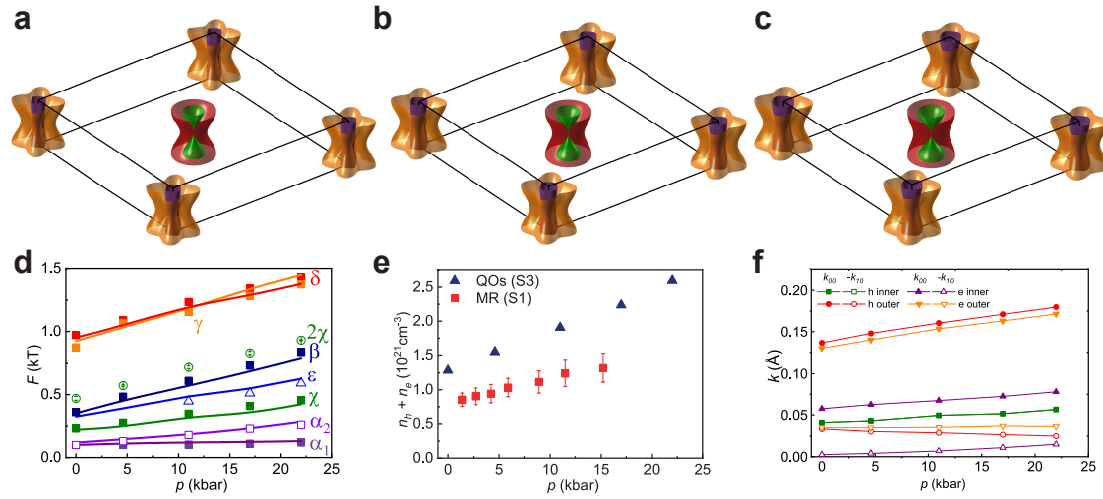 a
b
c
d
1.5
1.0
0.5
0.0
F (kT)
δ
γ
2χ
β
ε
χ
α2
α1
0 5 10 15 20 25
p (kbar)
e
QOs (S3)
MR (S1)
2.5
2.0
1.5
1.0
0.5
0.0
nh + ne (10^21cm^-3)
0 5 10 15 20 25
p (kbar)
f
k00 -k10 k00 -k10
h inner e inner
h outer e outer
0.20
0.15
0.10
0.05
0.00
k (Å)
0 5 10 15 20 25
p (kbar)